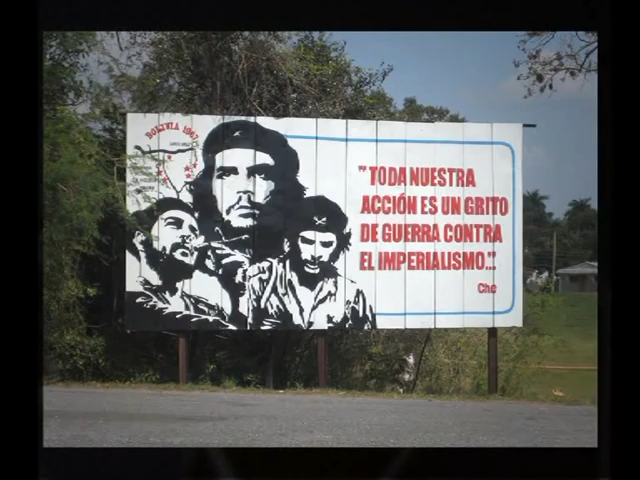 BOLIVIA 1967
"TODA NUESTRA
ACCIÓN ES UN GRITO
DE GUERRA CONTRA
EL IMPERIALISMO..."
Che